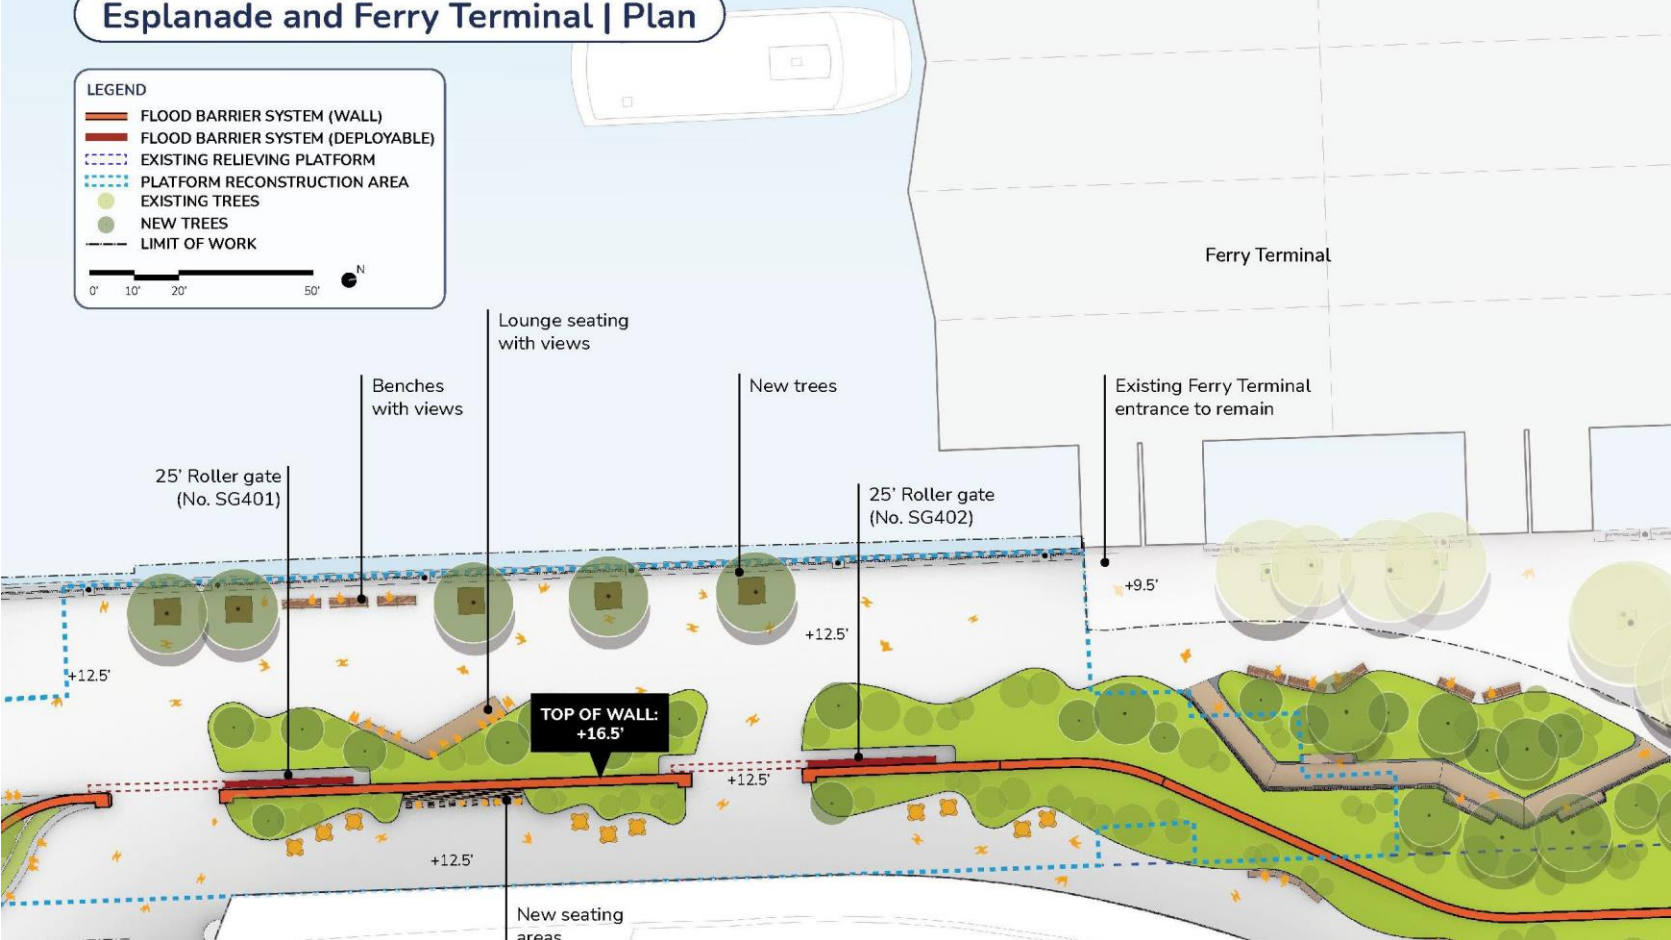 Esplanade and Ferry Terminal | Plan
LEGEND
FLOOD BARRIER SYSTEM (WALL)
FLOOD BARRIER SYSTEM (DEPLOYABLE)
EXISTING RELIEVING PLATFORM
PLATFORM RECONSTRUCTION AREA
EXISTING TREES
NEW TREES
LIMIT OF WORK
N
0' 10' 20' 50'
Ferry Terminal
Lounge seating
with views
Benches
with views
New trees
Existing Ferry Terminal
entrance to remain
25' Roller gate
(No. SG401)
25' Roller gate
(No. SG402)
+9.5'
+12.5'
+12.5'
TOP OF WALL:
+16.5'
+12.5'
+12.5'
New seating
areas